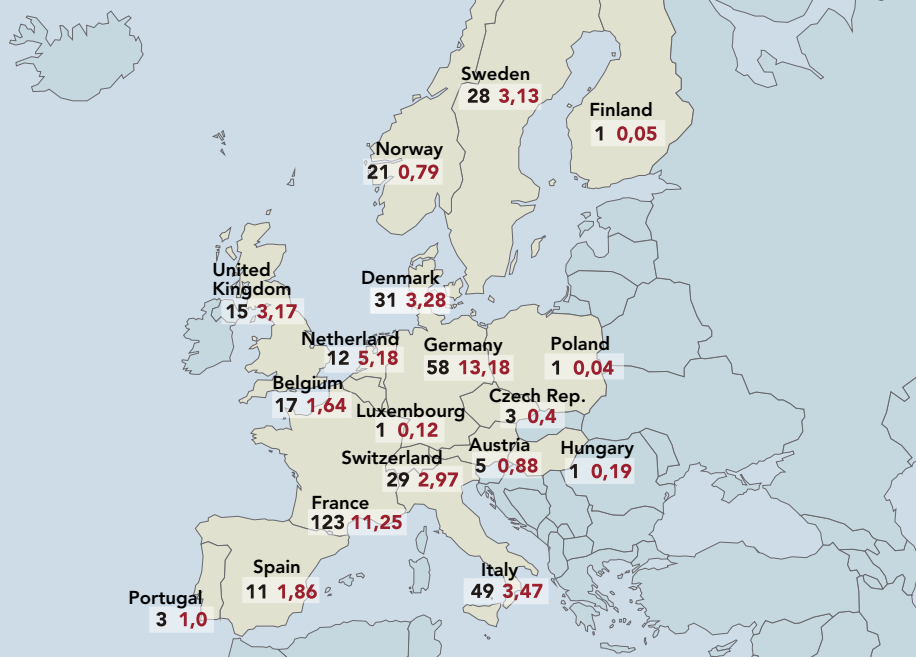 Sweden
28 3,13
Finland
1 0,05
Norway
21 0,79
United
Kingdom
15 3,17
Denmark
31 3,28
Netherland
12 5,18
Germany
58 13,18
Poland
1 0,04
Belgium
17 1,64
Czech Rep.
3 0,4
Luxembourg
1 0,12
Austria
5 0,88
Hungary
1 0,19
Switzerland
29 2,97
France
123 11,25
Spain
11 1,86
Italy
49 3,47
Portugal
3 1,0